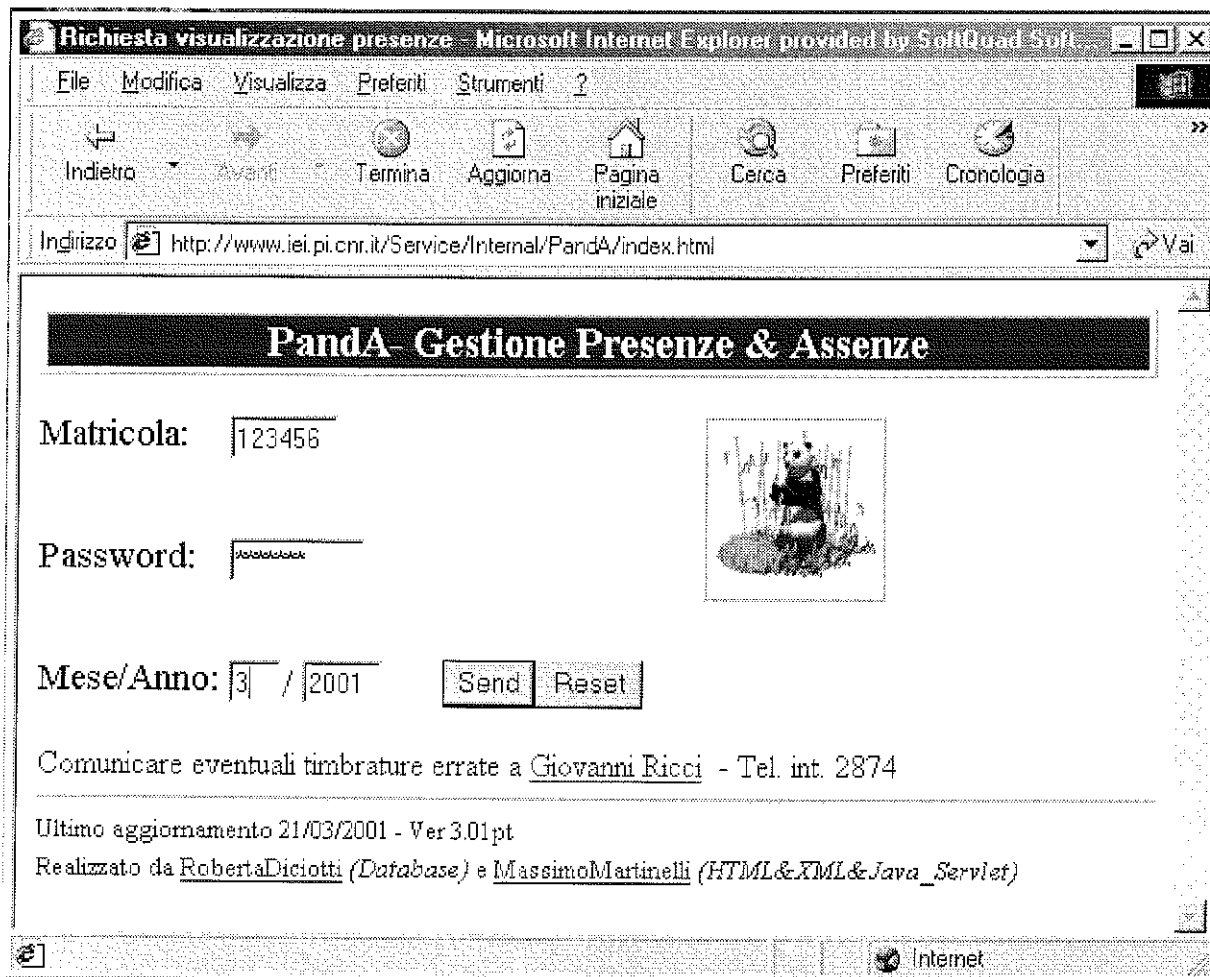 Richiesta visualizzazione presenze - Microsoft Internet Explorer provided by SoftQuad Soft...
File Modifica Visualizza Preferiti Strumenti ?
Indietro Avanti Termina Aggiorna Pagina iniziale Cerca Preferiti Cronologia »
Indirizzo http://www.iei.pi.cnr.it/Service/Internal/PandA/index.html Vai
PandA- Gestione Presenze & Assenze
Matricola: 123456
Password: ********
Mese/Anno: 3 / 2001 Send Reset
Comunicare eventuali timbrature errate a Giovanni Ricci - Tel. int. 2874
Ultimo aggiornamento 21/03/2001 - Ver 3.01pt
Realizzato da RobertaDiciotti (Database) e MassimoMartinelli (HTML&XML&Java_Servlet)
Internet